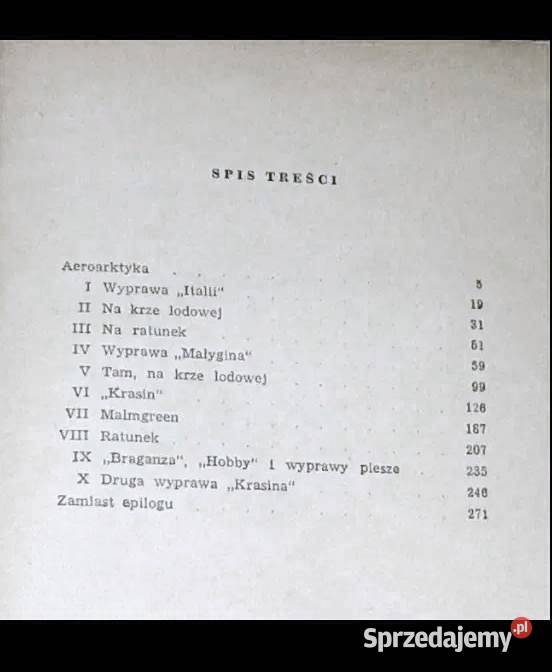 SPIS TREŚCI
Aeroarktyka . . . . . . . 5
I Wyprawa „Italii" . . . . . . 19
II Na krze lodowej . . . . . . 31
III Na ratunek . . . . . . 51
IV Wyprawa „Małygina" . . . . . 59
V Tam, na krze lodowej . . . . . 99
VI „Krasin" . . . . . . 126
VII Malmgreen . . . . . . 167
VIII Ratunek . . . . . . 207
IX „Braganza", „Hobby" i wyprawy piesze . 235
X Druga wyprawa „Krasina" . . . . 246
Zamiast epilogu . . . . . . 271
Sprzedajemy.pl